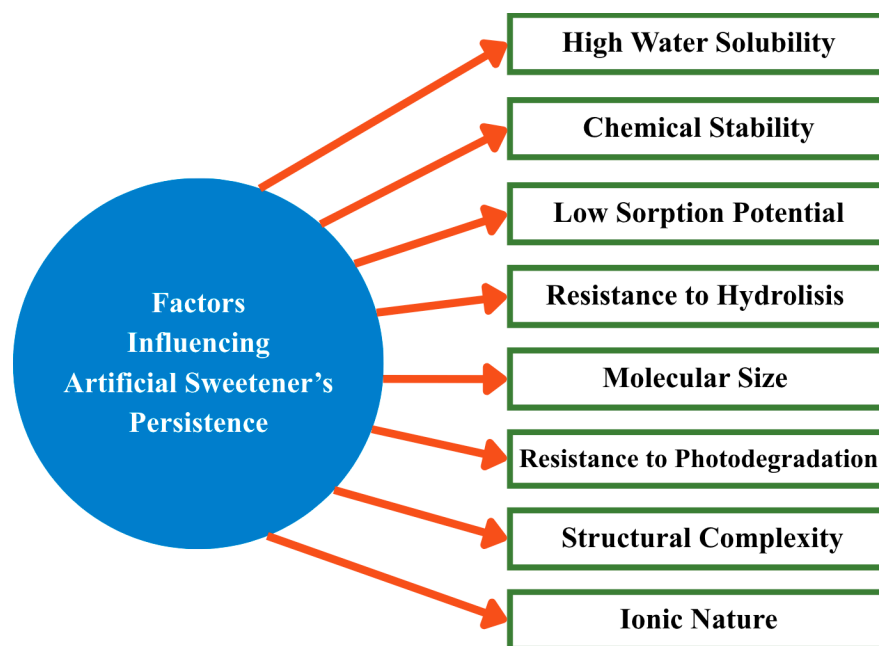 Factors
Influencing
Artificial Sweetener’s
Persistence
High Water Solubility
Chemical Stability
Low Sorption Potential
Resistance to Hydrolisis
Molecular Size
Resistance to Photodegradation
Structural Complexity
Ionic Nature